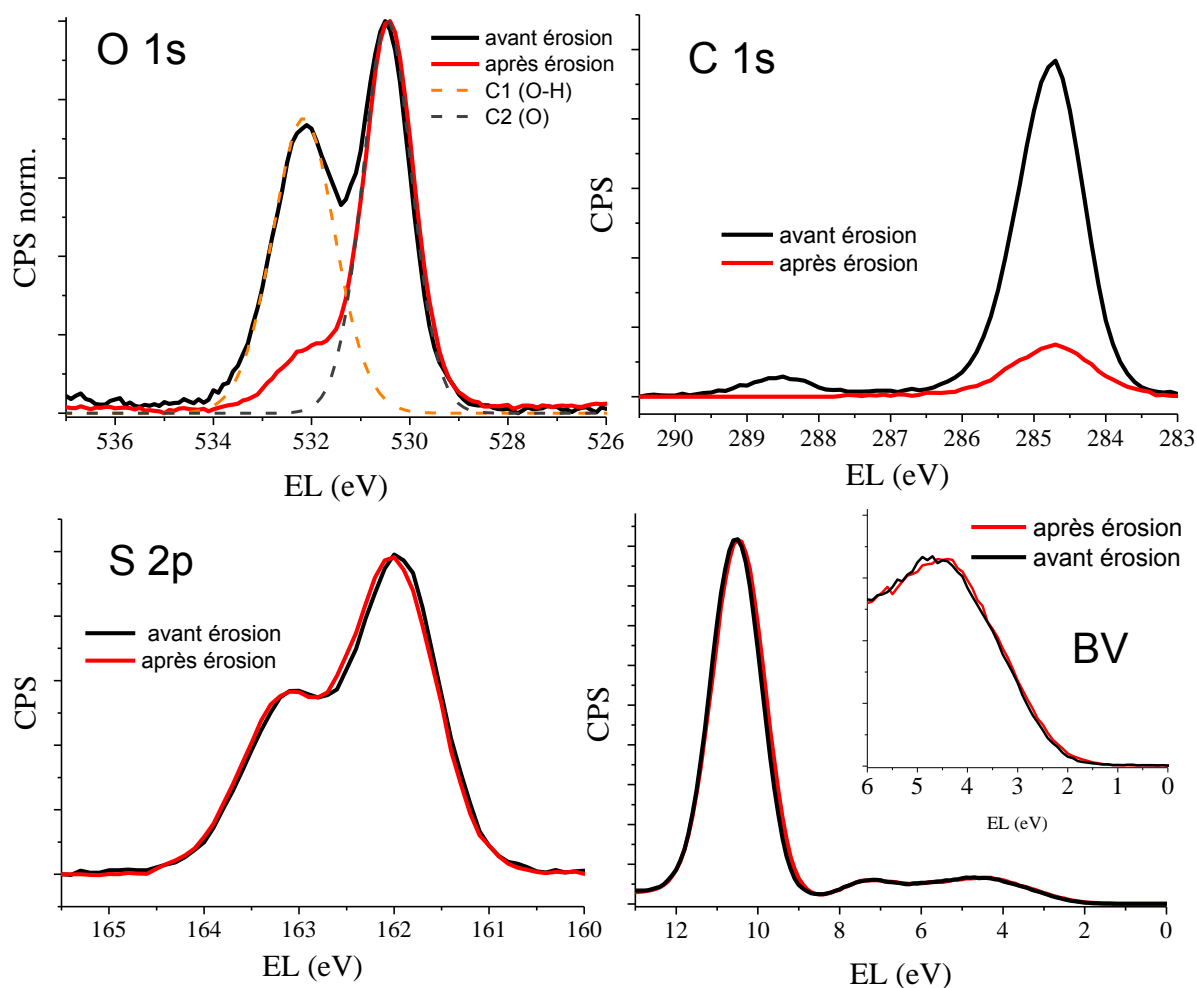 O 1s
avant érosion
après érosion
C1 (O-H)
C2 (O)
CPS norm.
536 534 532 530 528 526
EL (eV)
C 1s
avant érosion
après érosion
CPS
290 289 288 287 286 285 284 283
EL (eV)
S 2p
avant érosion
après érosion
CPS
165 164 163 162 161 160
EL (eV)
après érosion
avant érosion
BV
6 5 4 3 2 1 0
EL (eV)
CPS
12 10 8 6 4 2 0
EL (eV)